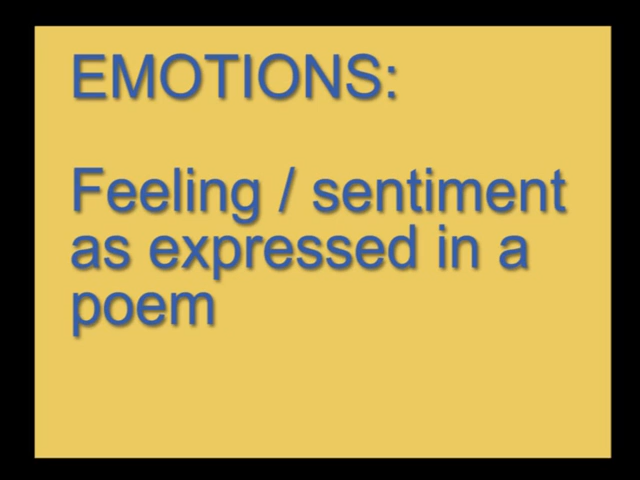 EMOTIONS:
Feeling / sentiment
as expressed in a
poem